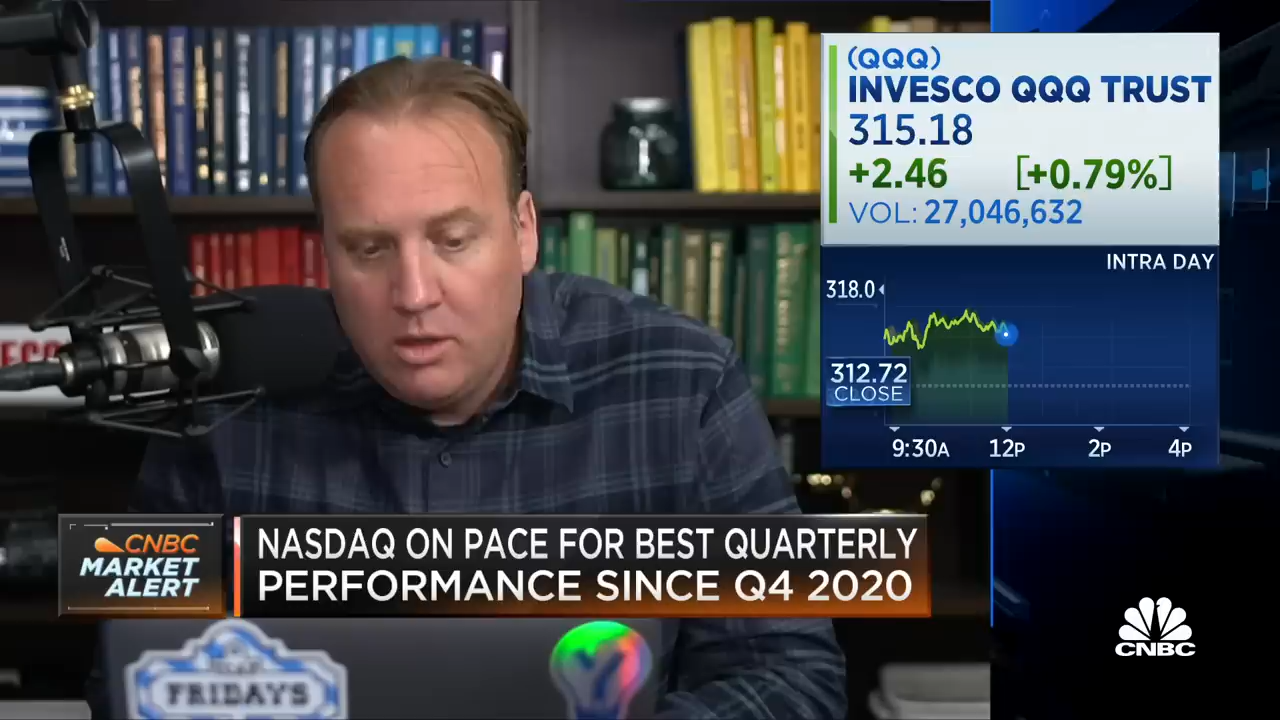 (QQQ)
INVESCO QQQ TRUST
315.18
+2.46 [+0.79%]
VOL: 27,046,632
INTRA DAY
318.0
312.72
CLOSE
9:30A 12P 2P 4P
CNBC
MARKET
ALERT
NASDAQ ON PACE FOR BEST QUARTERLY
PERFORMANCE SINCE Q4 2020
CNBC
FRIDAYS